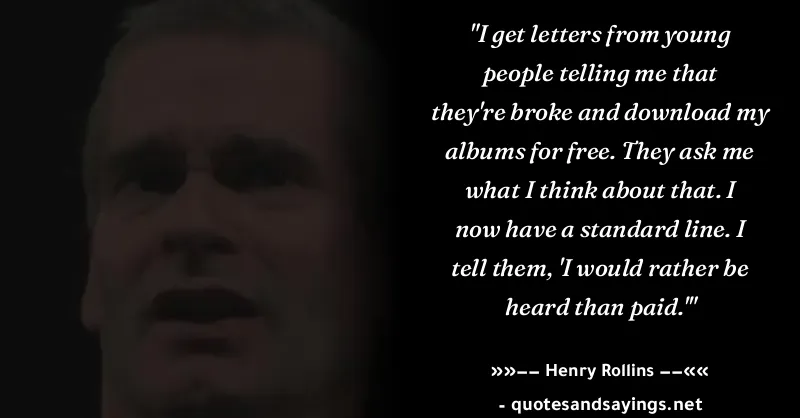 "I get letters from young
people telling me that
they're broke and download my
albums for free. They ask me
what I think about that. I
now have a standard line. I
tell them, 'I would rather be
heard than paid.'"
»»—— Henry Rollins ——««
- quotesandsayings.net